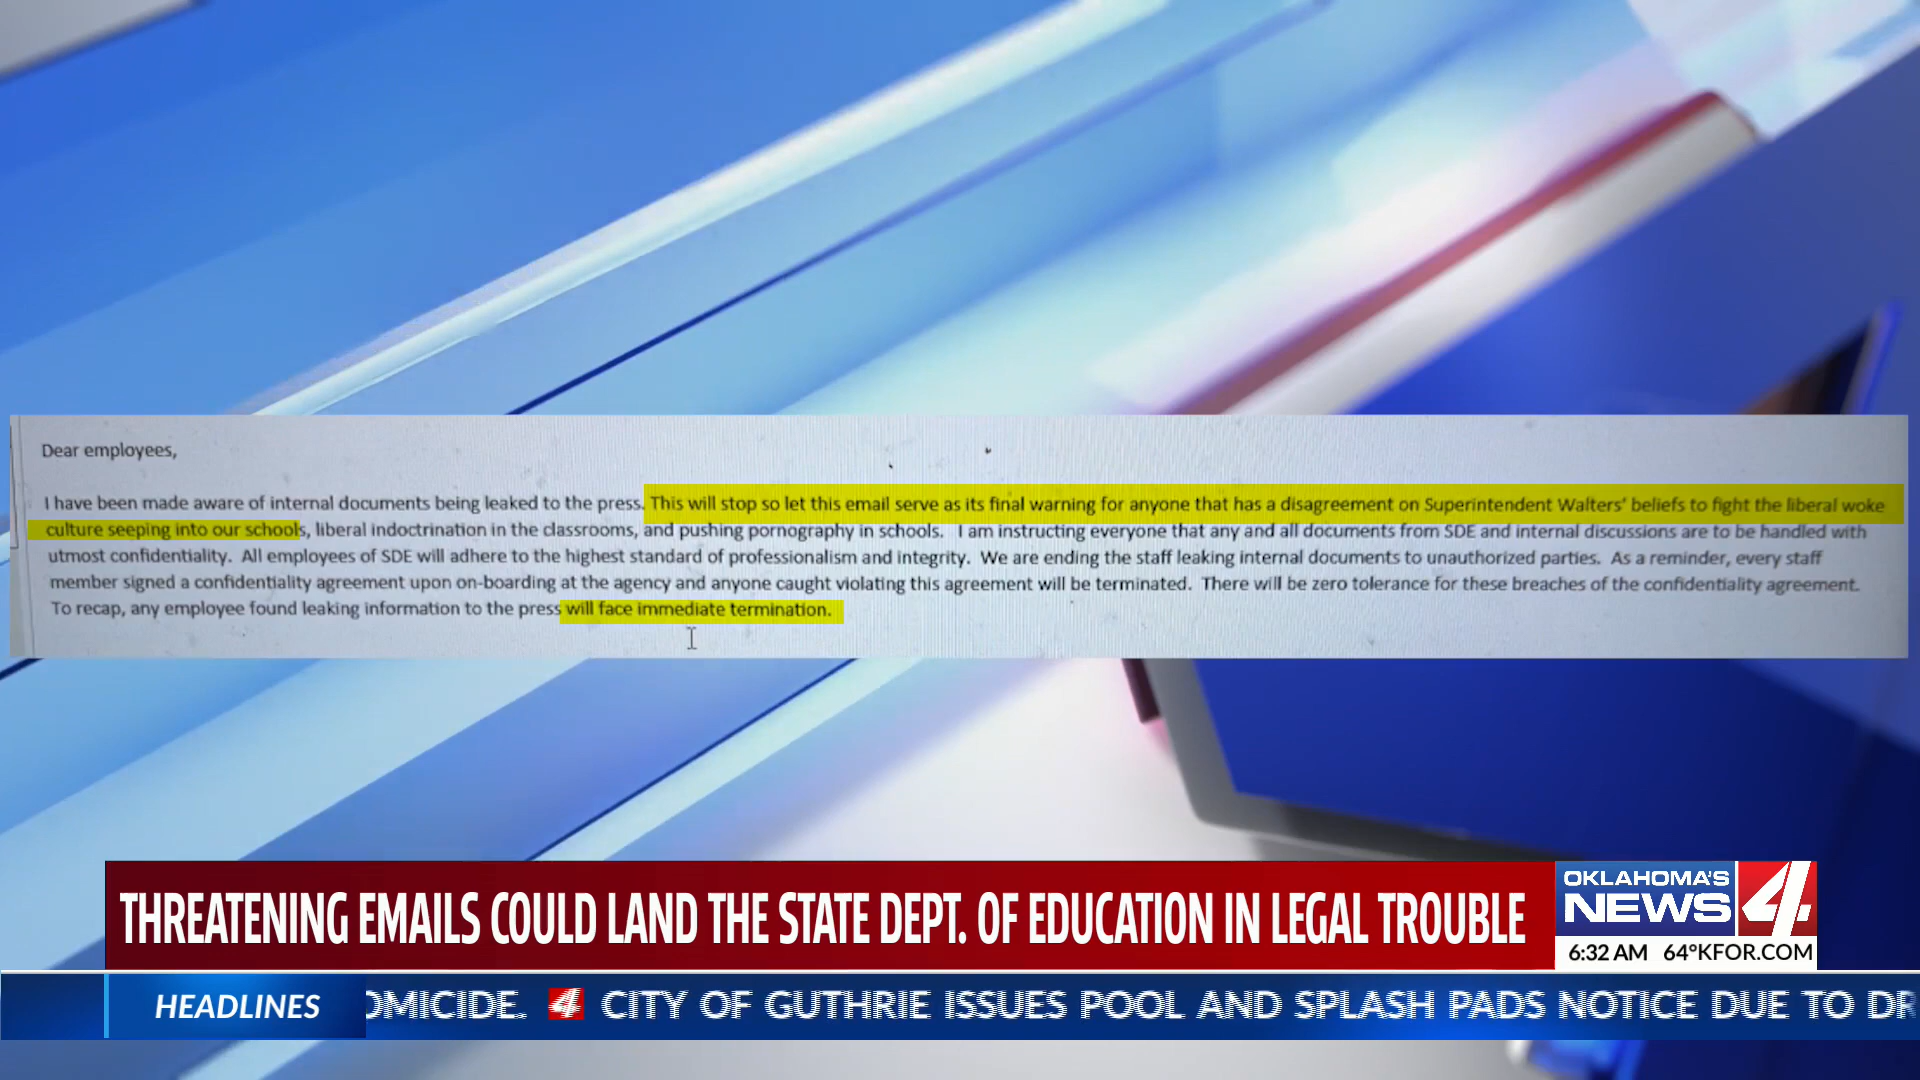 Dear employees,
I have been made aware of internal documents being leaked to the press. This will stop so let this email serve as its final warning for anyone that has a disagreement on Superintendent Walters' beliefs to fight the liberal woke
culture seeping into our schools, liberal indoctrination in the classrooms, and pushing pornography in schools. I am instructing everyone that any and all documents from SDE and internal discussions are to be handled with
utmost confidentiality. All employees of SDE will adhere to the highest standard of professionalism and integrity. We are ending the staff leaking internal documents to unauthorized parties. As a reminder, every staff
member signed a confidentiality agreement upon on-boarding at the agency and anyone caught violating this agreement will be terminated. There will be zero tolerance for these breaches of the confidentiality agreement.
To recap, any employee found leaking information to the press will face immediate termination.
THREATENING EMAILS COULD LAND THE STATE DEPT. OF EDUCATION IN LEGAL TROUBLE
OKLAHOMA'S
NEWS 4
6:32 AM 64° KFOR.COM
HEADLINES OMICIDE. 4 CITY OF GUTHRIE ISSUES POOL AND SPLASH PADS NOTICE DUE TO DR